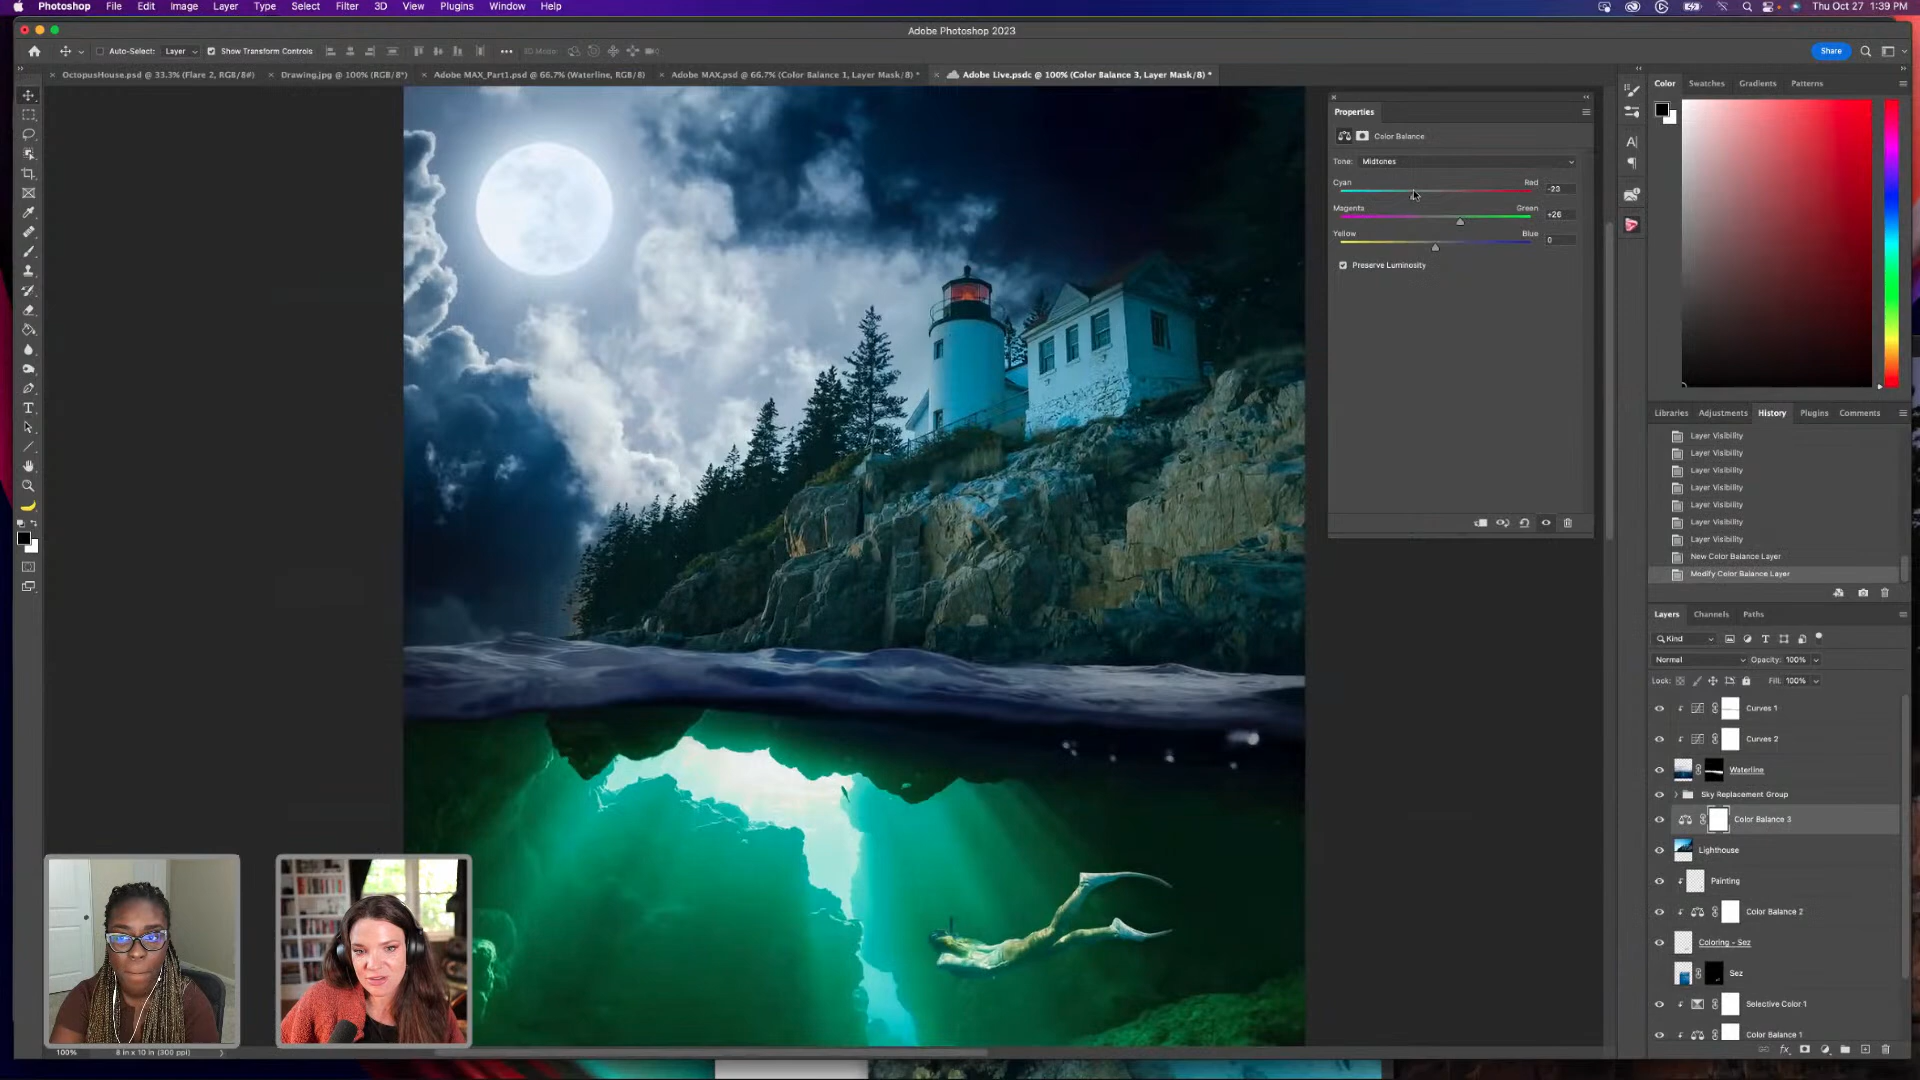 Photoshop File Edit Image Layer Type Select Filter 3D View Plugins Window Help Thu Oct 27 1:39 PM
Adobe Photoshop 2023
Auto-Select: Layer Show Transform Controls 3D Mode: Share
OctopusHouse.psd @ 33.3% (Flare 2, RGB/8#) Drawing.jpg @ 100% (RGB/8*) Adobe MAX_Part1.psd @ 66.7% (Waterline, RGB/8) Adobe MAX.psd @ 66.7% (Color Balance 1, Layer Mask/8) * Adobe Live.psdc @ 100% (Color Balance 3, Layer Mask/8) *
Properties
Color Balance
Tone: Midtones
Cyan Red -23
Magenta Green +26
Yellow Blue 0
Preserve Luminosity
Color Swatches Gradients Patterns
Libraries Adjustments History Plugins Comments
Layer Visibility
Layer Visibility
Layer Visibility
Layer Visibility
Layer Visibility
Layer Visibility
Layer Visibility
New Color Balance Layer
Modify Color Balance Layer
Layers Channels Paths
Kind
Normal Opacity: 100%
Lock: Fill: 100%
Curves 1
Curves 2
Waterline
Sky Replacement Group
Color Balance 3
Lighthouse
Painting
Color Balance 2
Coloring - Sez
Sez
Selective Color 1
Color Balance 1
100% 8 in x 10 in (300 ppi)